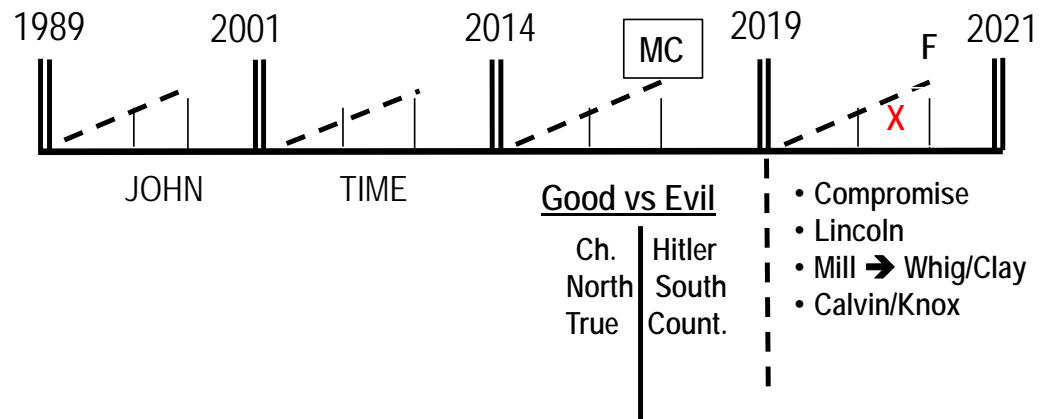 1989 2001 2014 2019 2021
MC F
X
JOHN TIME
Good vs Evil
Ch. Hitler
North South
True Count.
• Compromise
• Lincoln
• Mill ➔ Whig/Clay
• Calvin/Knox